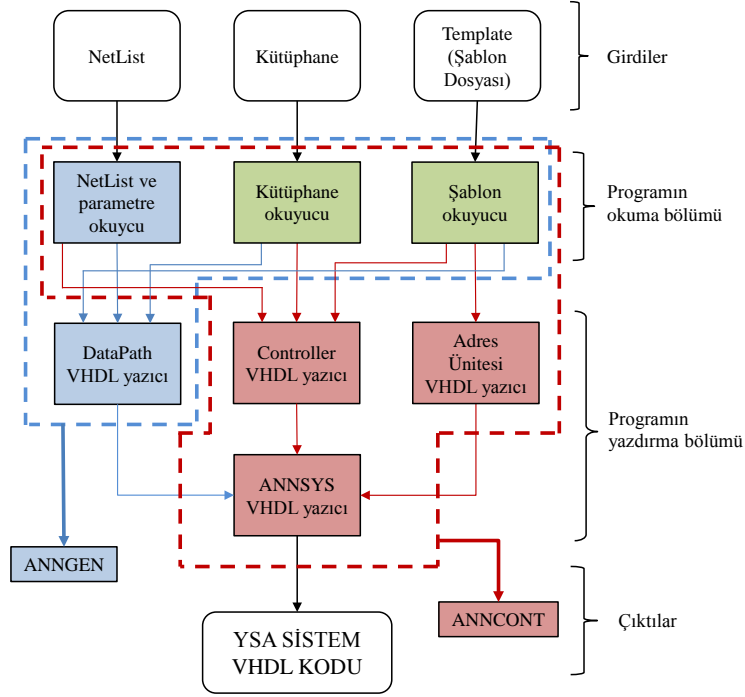 NetList
Kütüphane
Template
(Şablon
Dosyası)
Girdiler
NetList ve
parametre
okuycu
Kütüphane
okuyucu
Şablon
okuyucu
Programın
okuma bölümü
DataPath
VHDL yazıcı
Controller
VHDL yazıcı
Adres
Ünitesi
VHDL yazıcı
Programın
yazdırma bölümü
ANNSYS
VHDL yazıcı
ANNGEN
ANNCONT
YSA SİSTEM
VHDL KODU
Çıktılar